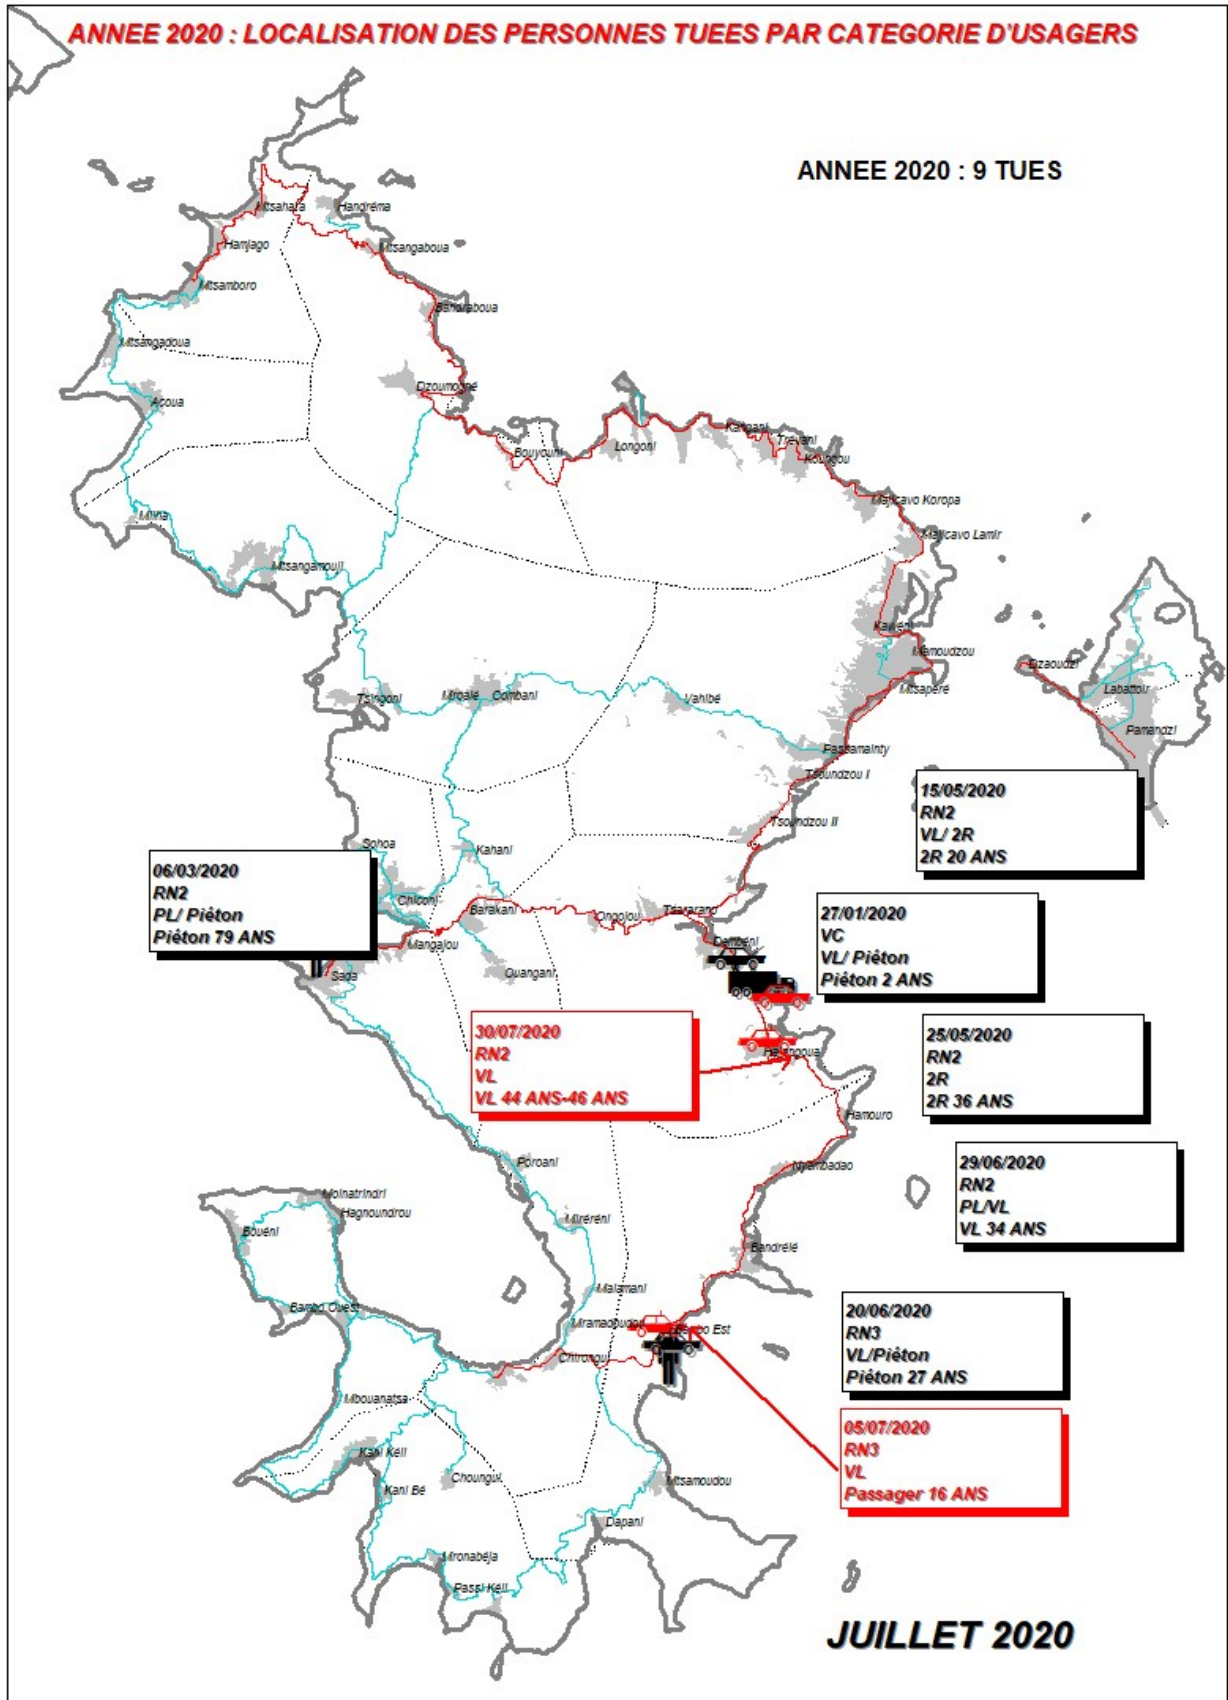 ANNEE 2020 : LOCALISATION DES PERSONNES TUEES PAR CATEGORIE D'USAGERS
ANNEE 2020 : 9 TUES
Mtsahara
Handréma
Hamjago
Mtsangaboua
Mtsamboro
Bandraboua
Mtsangadoua
Dzoumogné
Acoua
Kangani
Trévani
Bouyouni
Longoni
Koungou
Majicavo Koropa
Mliha
Majicavo Lamir
Mtsangamouji
Kawéni
Mamoudzou
Dzaoudzi
Labattoir
Mtsapéré
Tsingoni
Mroalé
Combani
Vahibé
Pamandzi
Passamainty
Tsoundzou I
Tsoundzou II
15/05/2020
RN2
VL/ 2R
2R 20 ANS
Sohoa
Kahani
06/03/2020
RN2
PL/ Piéton
Piéton 79 ANS
Chiconi
Barakani
Ongojou
Tsararano
27/01/2020
VC
VL/ Piéton
Piéton 2 ANS
Mangajou
Dembéni
Sada
Ouangani
30/07/2020
RN2
VL
VL 44 ANS-46 ANS
25/05/2020
RN2
2R
2R 36 ANS
Hajangoua
Hamouro
29/06/2020
RN2
PL/VL
VL 34 ANS
Poroani
Nyambadao
Moinatrindri
Hagnoundrou
Bouéni
Miréréni
Bandrélé
Malamani
Bambo Ouest
Miramadoudou
Bambo Est
20/06/2020
RN3
VL/Piéton
Piéton 27 ANS
Chirongui
Mbouanatsa
05/07/2020
RN3
VL
Passager 16 ANS
Kani Kéli
Choungui
Kani Bé
Mtsamoudou
Dapani
Mronabéja
Passi Kéli
JUILLET 2020